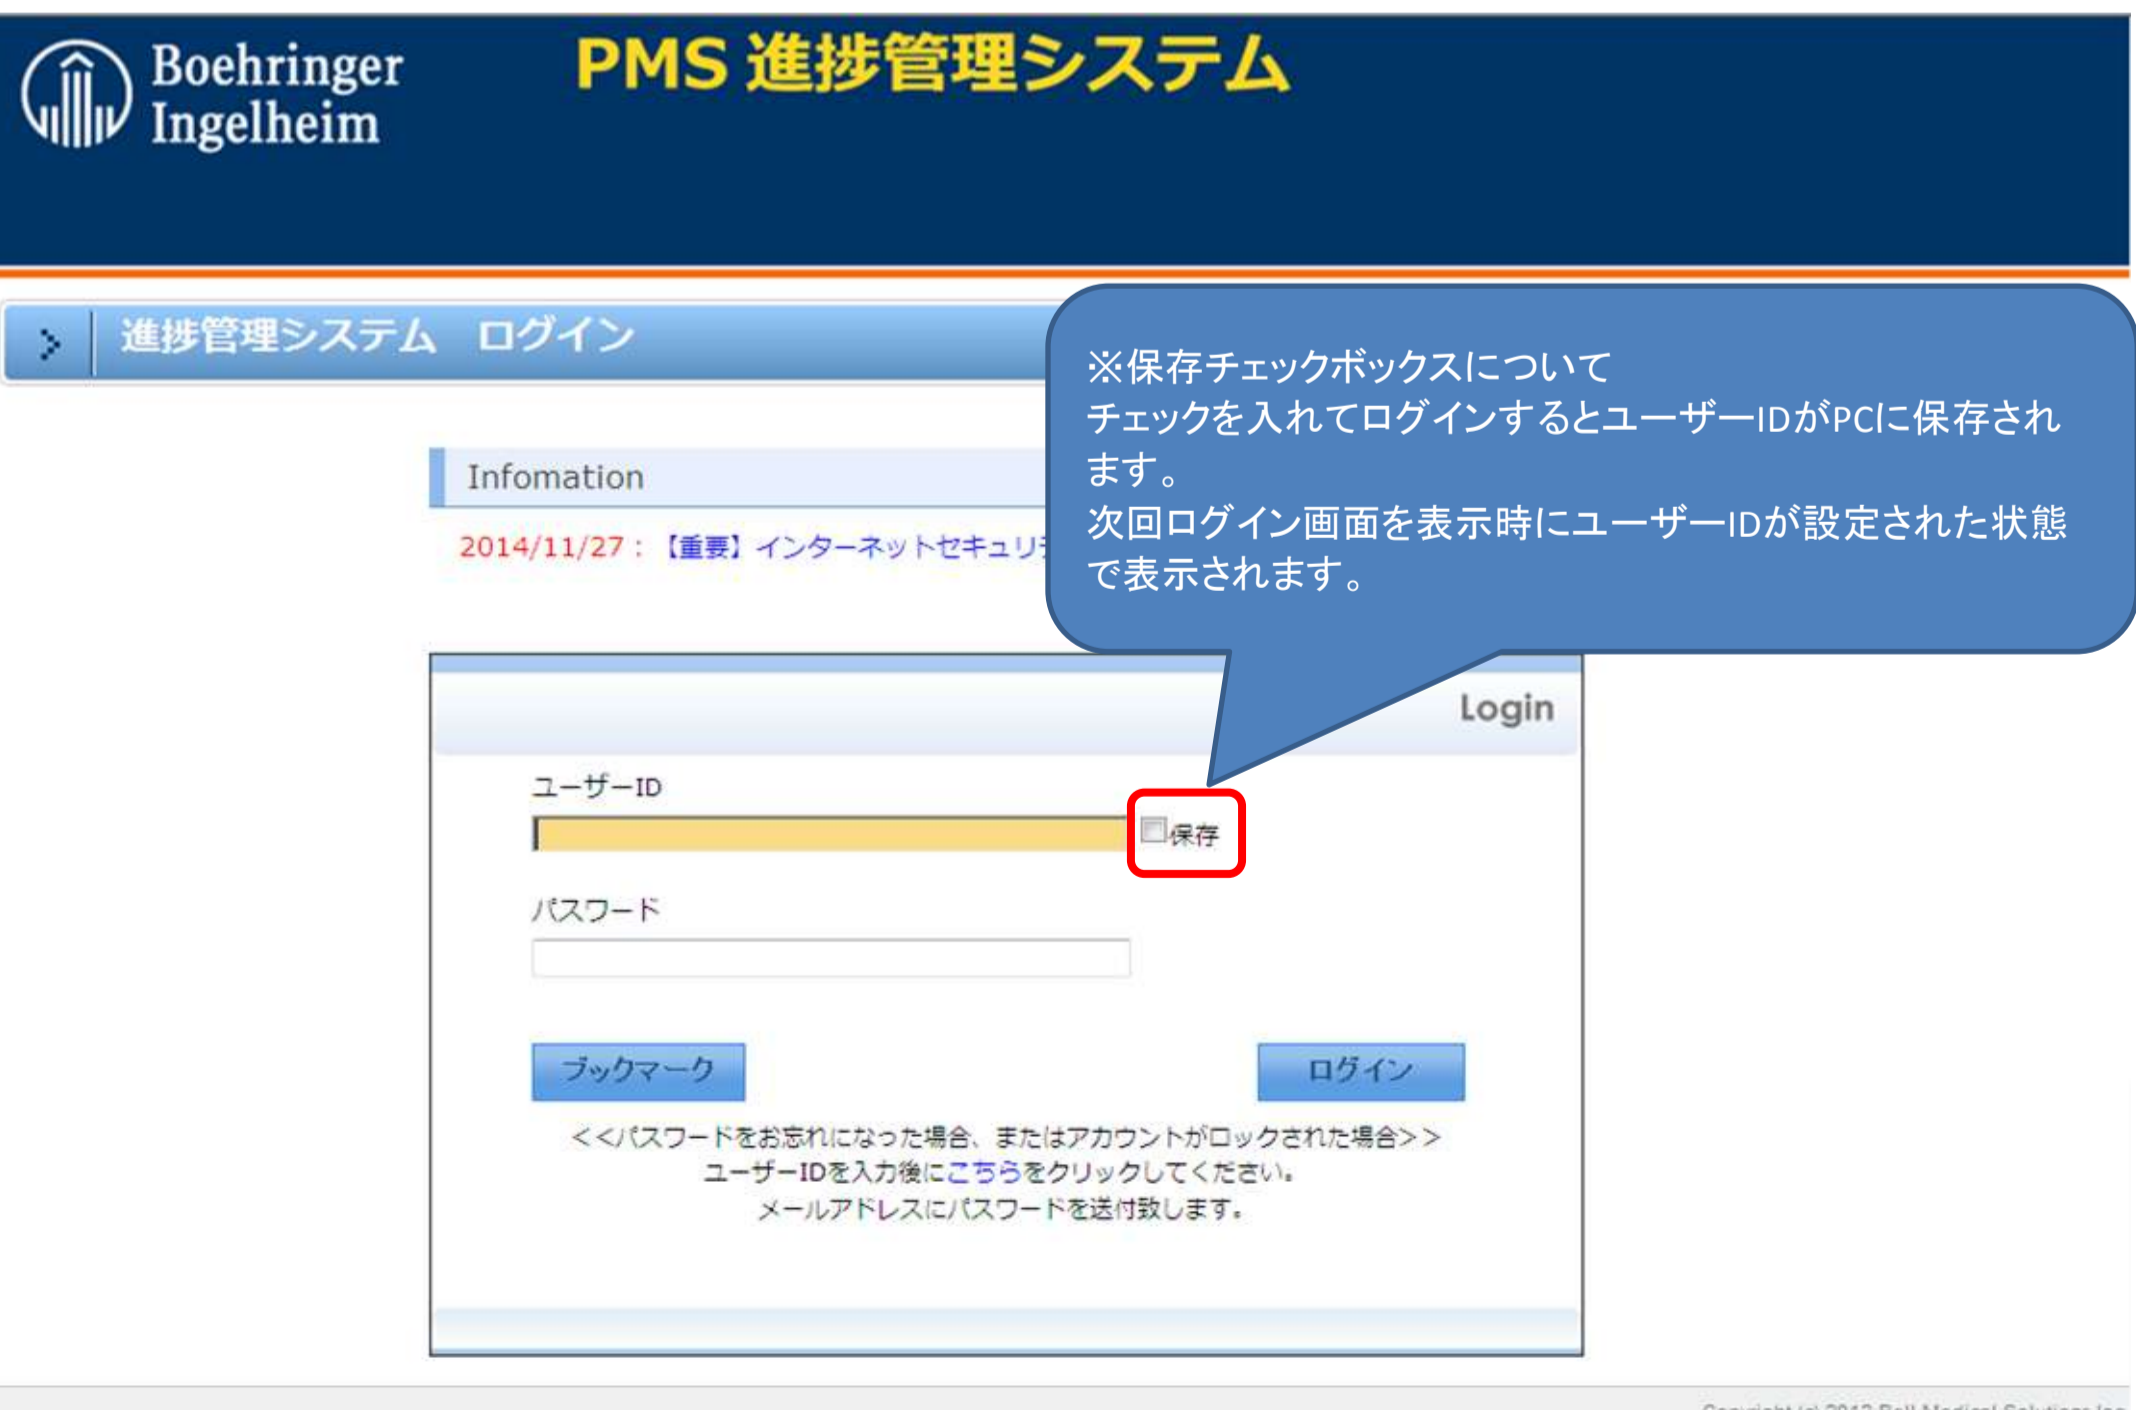 Boehringer
Ingelheim
PMS 進捗管理システム
進捗管理システム ログイン
※保存チェックボックスについて
チェックを入れてログインするとユーザーIDがPCに保存され
ます。
次回ログイン画面を表示時にユーザーIDが設定された状態
で表示されます。
Infomation
2014/11/27：【重要】インターネットセキュリ
Login
ユーザーID
保存
パスワード
ブックマーク
ログイン
<<パスワードをお忘れになった場合、またはアカウントがロックされた場合>>
ユーザーIDを入力後にこちらをクリックしてください。
メールアドレスにパスワードを送付致します。